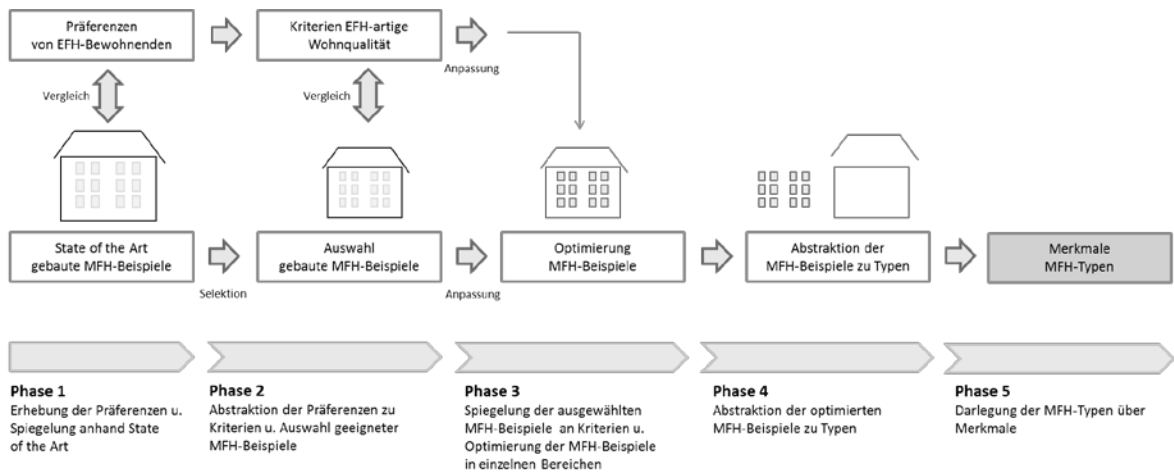 Präferenzen
von EFH-Bewohnenden
Kriterien EFH-artige
Wohnqualität
Anpassung
Vergleich
Vergleich
State of the Art
gebaute MFH-Beispiele
Auswahl
gebaute MFH-Beispiele
Optimierung
MFH-Beispiele
Abstraktion der
MFH-Beispiele zu Typen
Merkmale
MFH-Typen
Selektion
Anpassung
Phase 1
Erhebung der Präferenzen u.
Spiegelung anhand State
of the Art
Phase 2
Abstraktion der Präferenzen zu
Kriterien u. Auswahl geeigneter
MFH-Beispiele
Phase 3
Spiegelung der ausgewählten
MFH-Beispiele an Kriterien u.
Optimierung der MFH-Beispiele
in einzelnen Bereichen
Phase 4
Abstraktion der optimierten
MFH-Beispiele zu Typen
Phase 5
Darlegung der MFH-Typen über
Merkmale